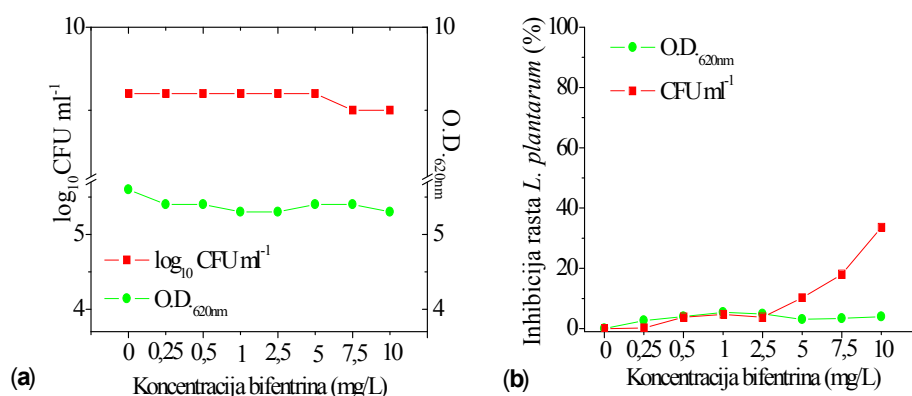 10
10
log₁₀CFU ml⁻¹
O.D.₆₂₀nm
5
5
4
4
log₁₀ CFU ml⁻¹
O.D.₆₂₀nm
0 0,25 0,5 1 2,5 5 7,5 10
Koncentracija bifentrina (mg/L)
(a)
Inhibicija rasta L. plantarum (%)
100
80
60
40
20
0
O.D.₆₂₀nm
CFU ml⁻¹
0 0,25 0,5 1 2,5 5 7,5 10
Koncentracija bifentrina (mg/L)
(b)